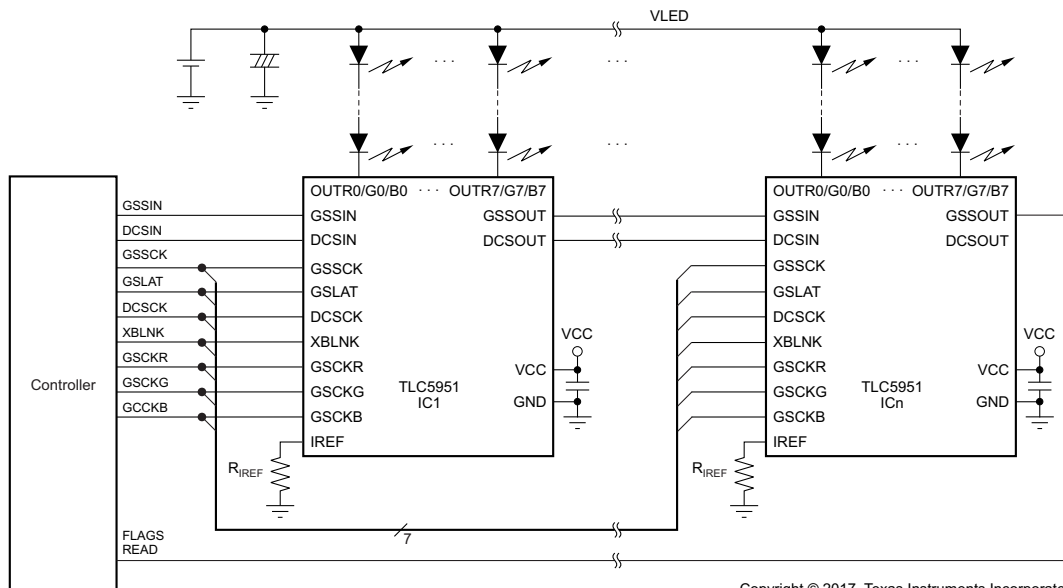 VLED
OUTR0/G0/B0 ··· OUTR7/G7/B7
GSSIN
DCSIN
GSSCK
GSLAT
DCSCK
XBLNK
GSCKR
GSCKG
GSCKB
IREF
GSSOUT
DCSOUT
VCC
GND
TLC5951
IC1
VCC
RIREF
OUTR0/G0/B0 ··· OUTR7/G7/B7
GSSIN
DCSIN
GSSCK
GSLAT
DCSCK
XBLNK
GSCKR
GSCKG
GSCKB
IREF
GSSOUT
DCSOUT
VCC
GND
TLC5951
ICn
VCC
RIREF
Controller
GSSIN
DCSIN
GSSCK
GSLAT
DCSCK
XBLNK
GSCKR
GSCKG
GCCKB
FLAGS
READ
7
Copyright © 2017, Texas Instruments